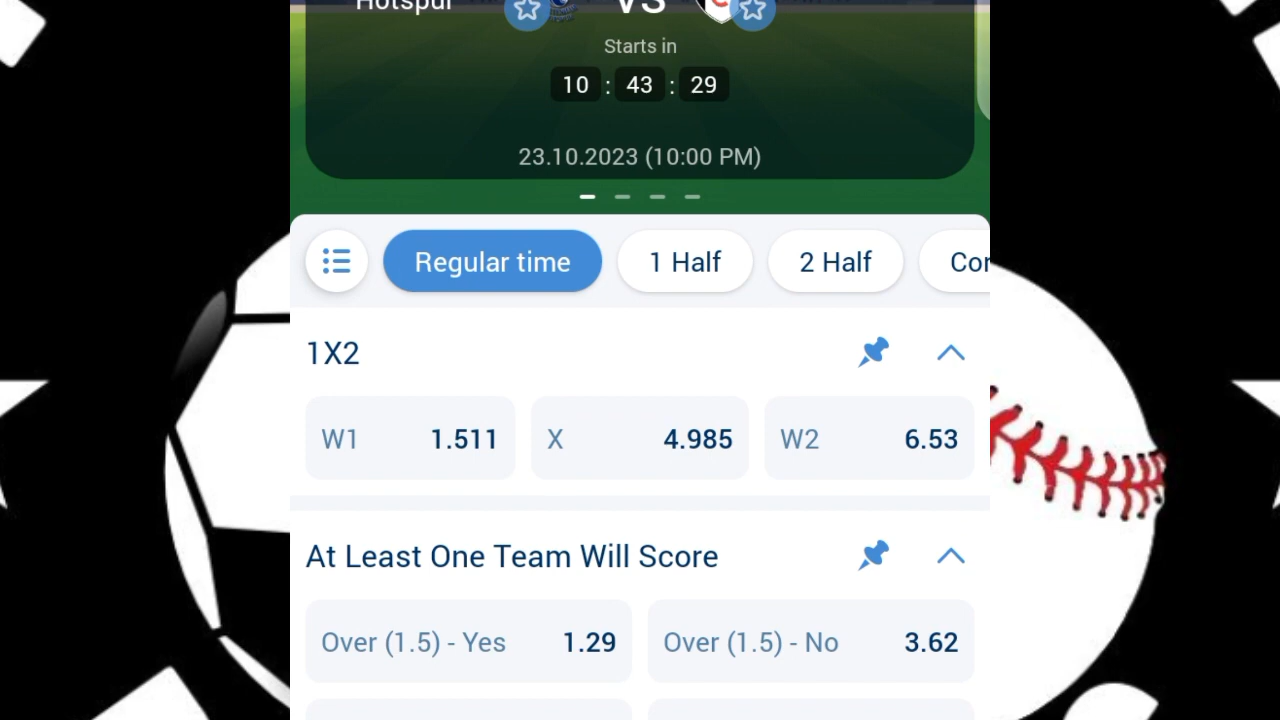 Hotspur
VS
Starts in
10 : 43 : 29
23.10.2023 (10:00 PM)
Regular time
1 Half
2 Half
1X2
W1 1.511
X 4.985
W2 6.53
At Least One Team Will Score
Over (1.5) - Yes 1.29
Over (1.5) - No 3.62